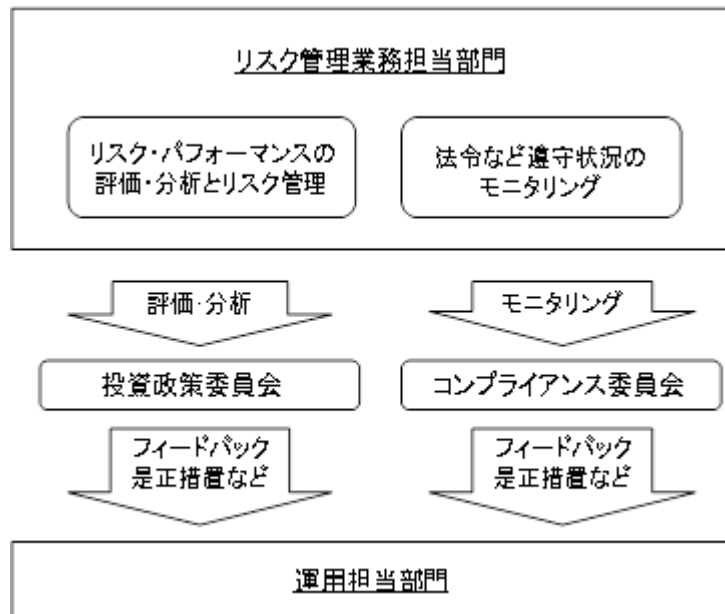 リスク管理業務担当部門
リスク・パフォーマンスの
評価・分析とリスク管理
法令など遵守状況の
モニタリング
評価・分析
モニタリング
投資政策委員会
コンプライアンス委員会
フィードバック
是正措置など
フィードバック
是正措置など
運用担当部門